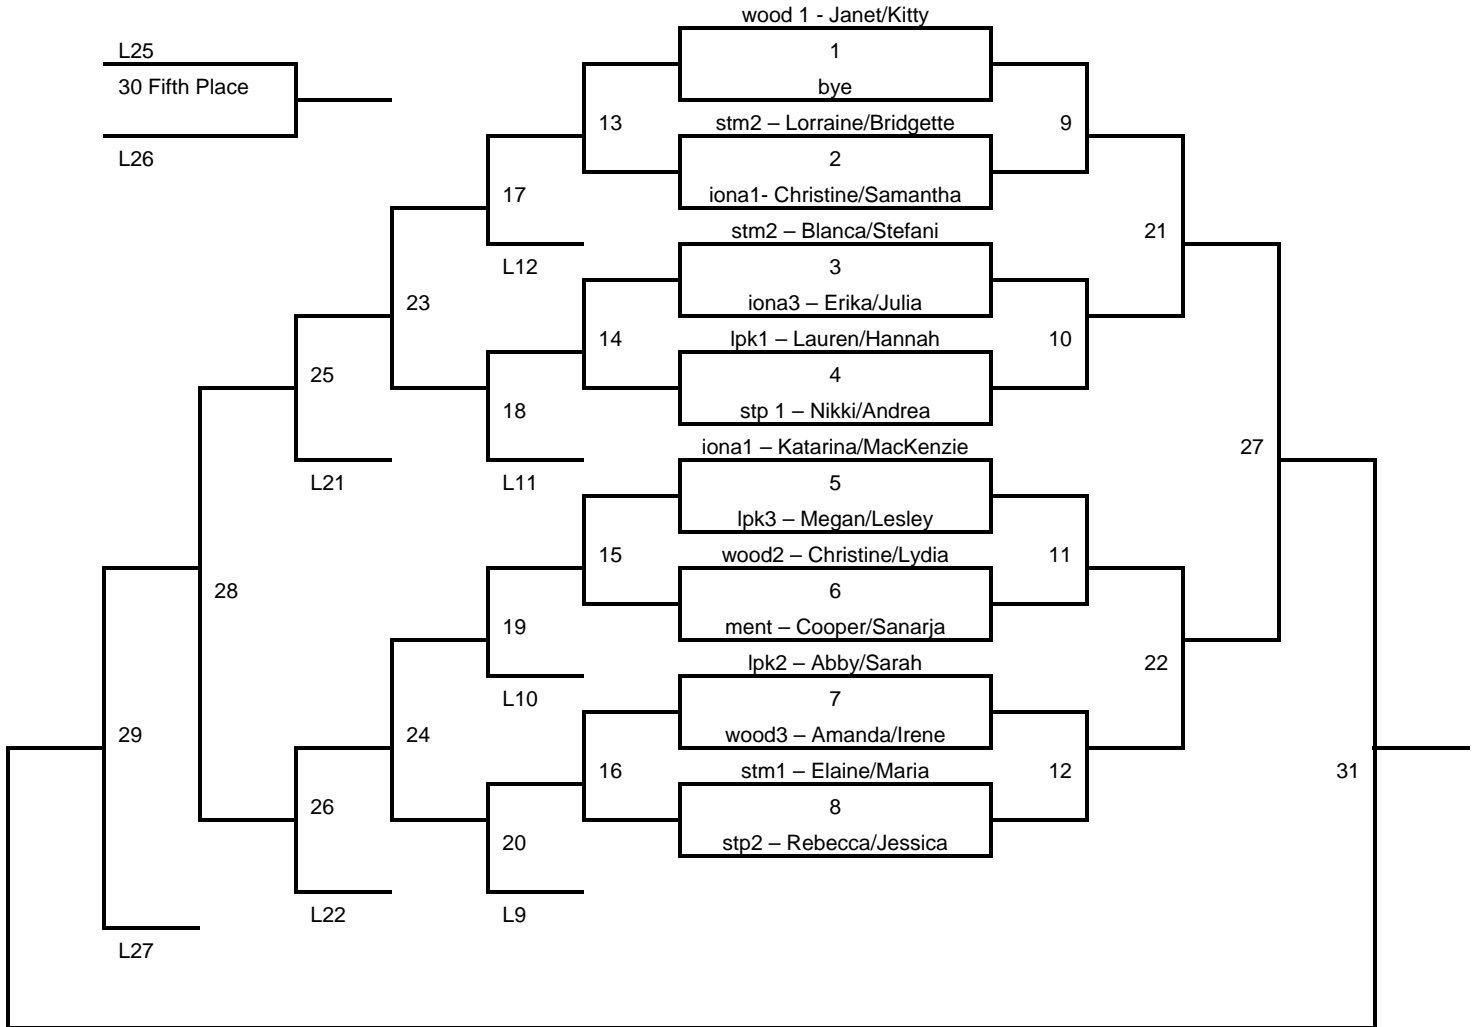 wood 1 - Janet/Kitty
L25
1
30 Fifth Place
bye
13
stm2 – Lorraine/Bridgette
9
L26
2
17
iona1- Christine/Samantha
stm2 – Blanca/Stefani
21
L12
3
23
iona3 – Erika/Julia
14
lpk1 – Lauren/Hannah
10
25
4
18
stp 1 – Nikki/Andrea
iona1 – Katarina/MacKenzie
27
L21
L11
5
lpk3 – Megan/Lesley
15
wood2 – Christine/Lydia
11
28
6
19
ment – Cooper/Sanarja
lpk2 – Abby/Sarah
22
L10
7
29
24
wood3 – Amanda/Irene
16
stm1 – Elaine/Maria
12
31
26
8
20
stp2 – Rebecca/Jessica
L22
L9
L27